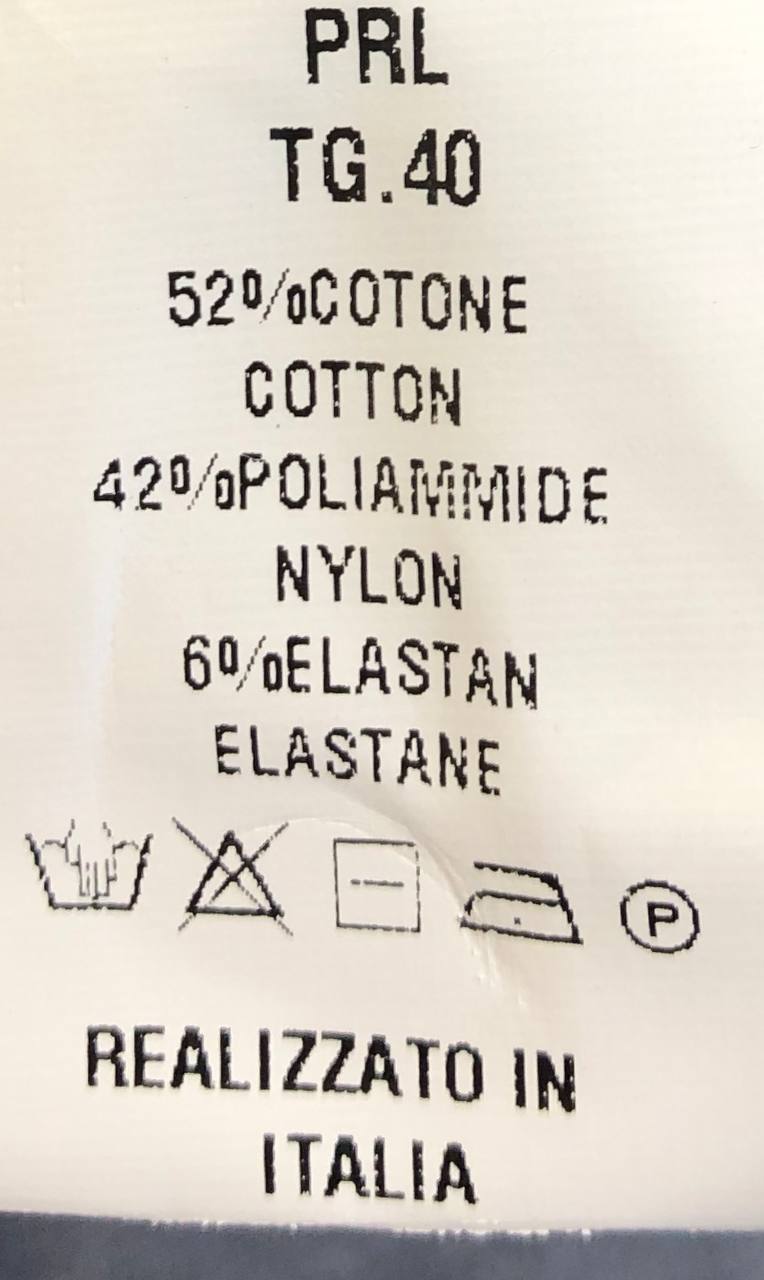 PRL
TG.40
52%COTONE
COTTON
42%POLIAMMIDE
NYLON
6%ELASTAN
ELASTANE
P
REALIZZATO IN
ITALIA